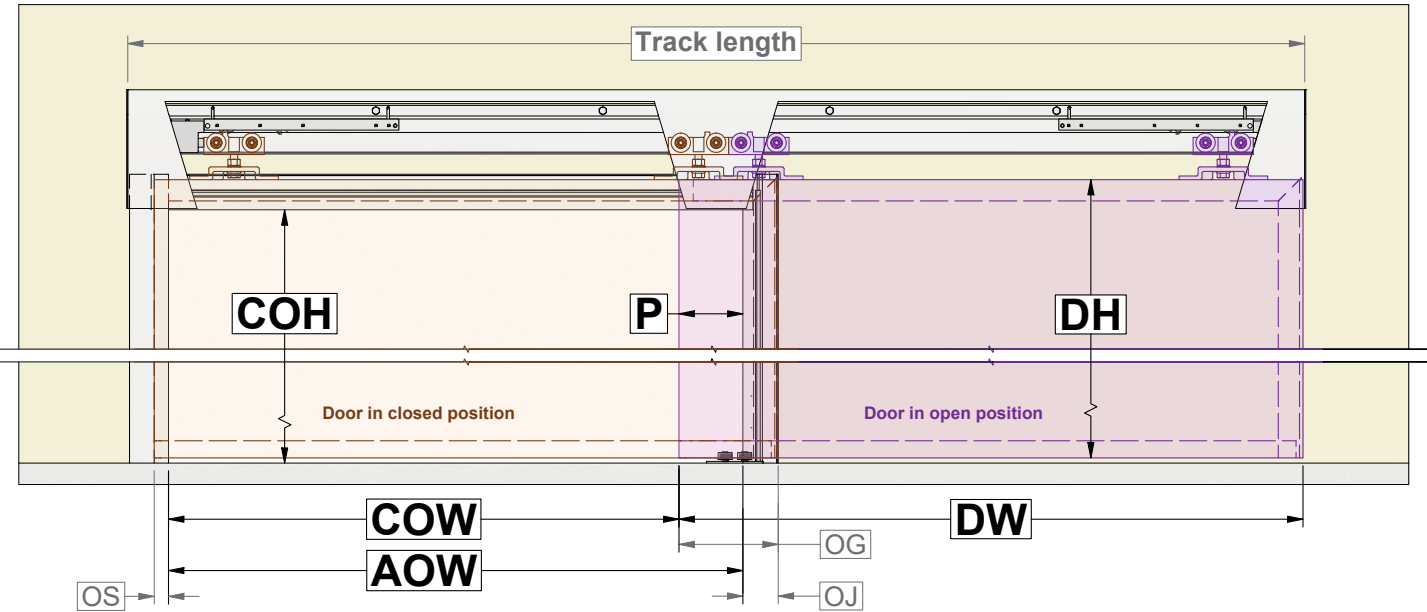 Track length
COH
P
DH
Door in closed position
Door in open position
COW
DW
OG
AOW
OS
OJ